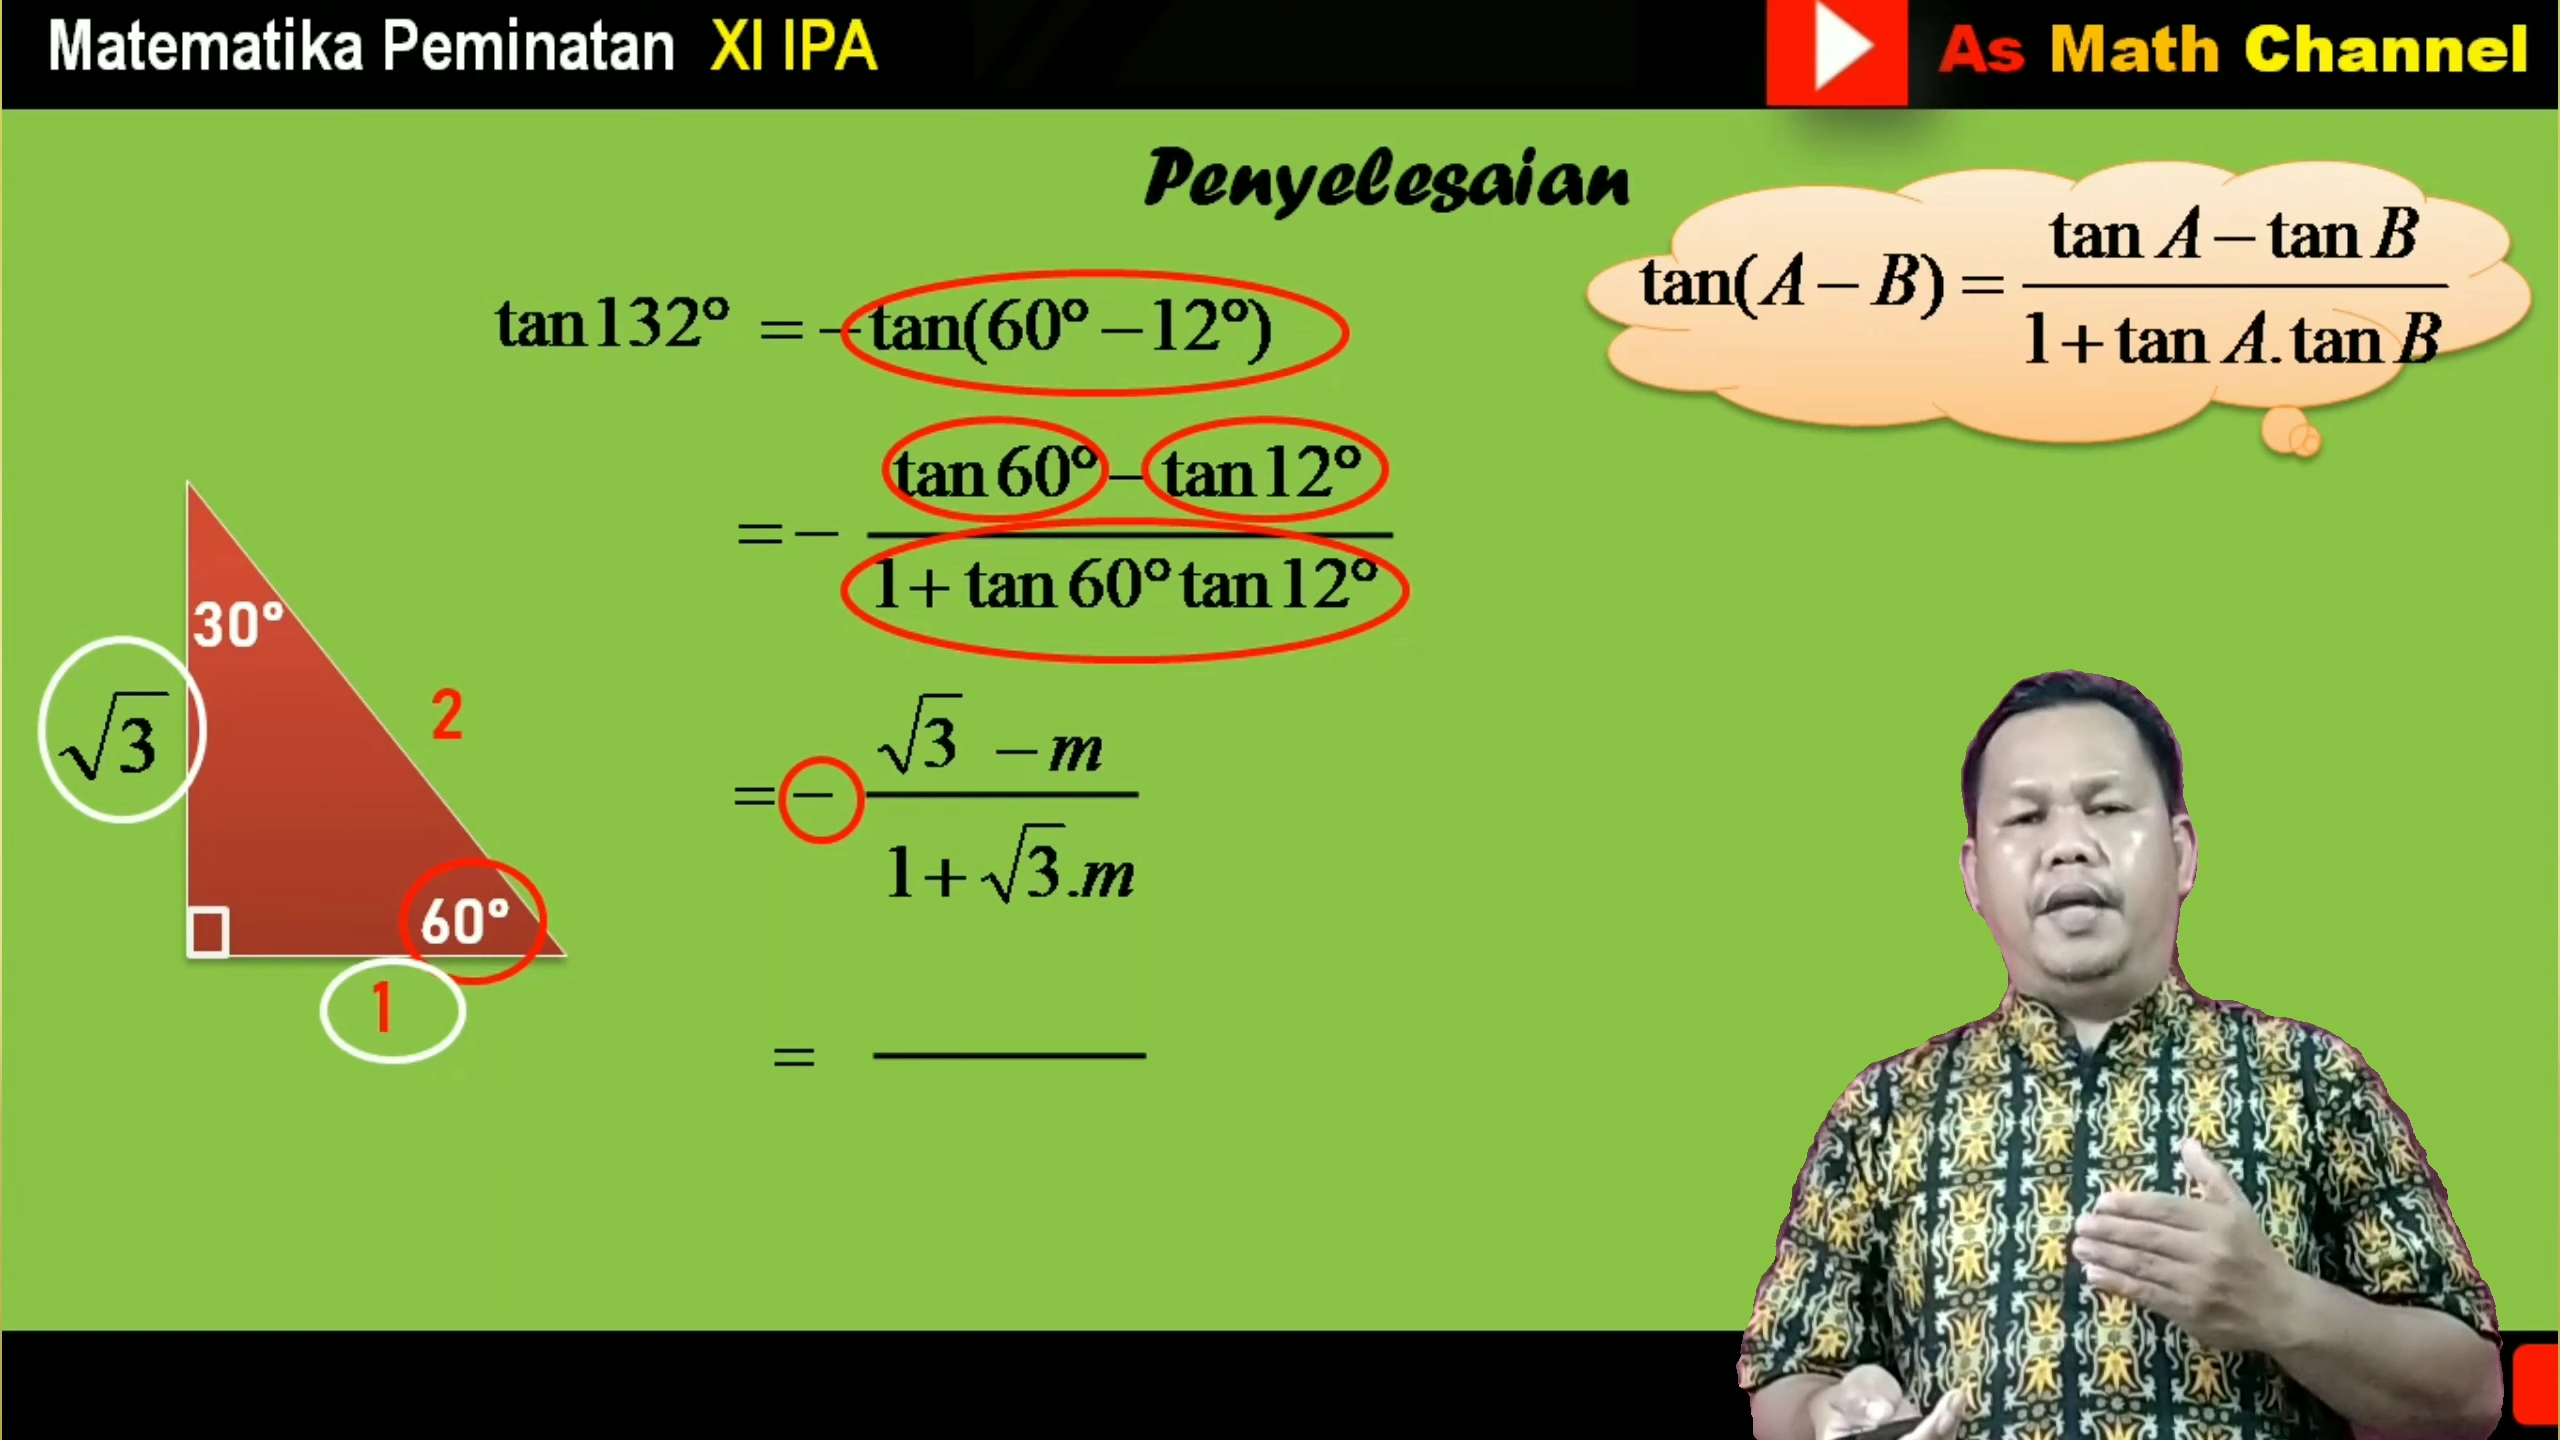 Matematika Peminatan XI IPA
As Math Channel
Penyelesaian
tan(A − B) = (tan A − tan B) / (1 + tan A . tan B)
tan 132° = −tan(60° − 12°)
= − (tan 60° − tan 12°) / (1 + tan 60° tan 12°)
= − (√3 − m) / (1 + √3.m)
=
30°
√3
2
60°
1